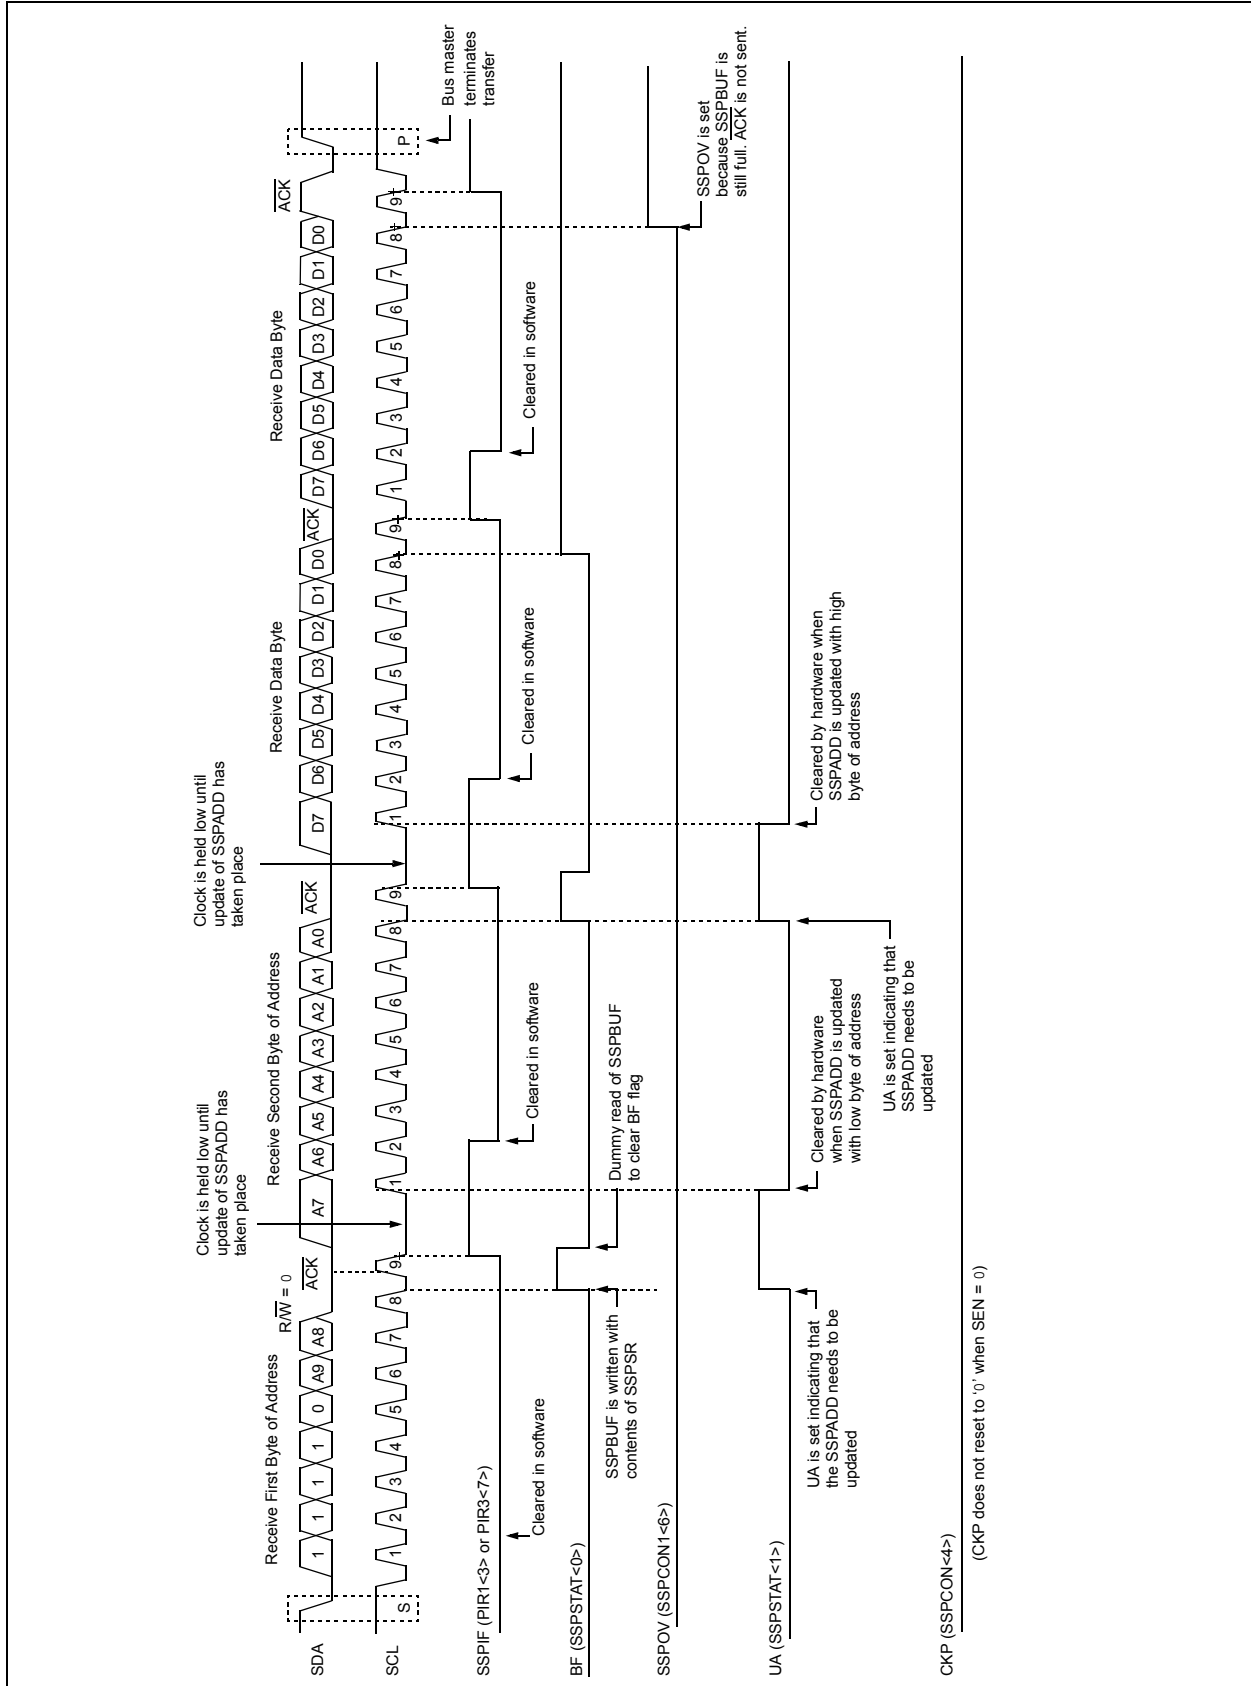 Receive First Byte of Address
R/W = 0
ACK
Clock is held low until
update of SSPADD has
taken place
Receive Second Byte of Address
ACK
Clock is held low until
update of SSPADD has
taken place
Receive Data Byte
ACK
Receive Data Byte
ACK
SDA
1 1 1 1 0 A9 A8
A7 A6 A5 A4 A3 A2 A1 A0
D7 D6 D5 D4 D3 D2 D1 D0
D7 D6 D5 D4 D3 D2 D1 D0
SCL
S
1 2 3 4 5 6 7 8 9
1 2 3 4 5 6 7 8 9
1 2 3 4 5 6 7 8 9
1 2 3 4 5 6 7 8 9
P
Bus master
terminates
transfer
SSPIF (PIR1<3> or PIR3<7>)
Cleared in software
Cleared in software
Cleared in software
Cleared in software
BF (SSPSTAT<0>)
SSPBUF is written with
contents of SSPSR
Dummy read of SSPBUF
to clear BF flag
SSPOV (SSPCON1<6>)
SSPOV is set
because SSPBUF is
still full. ACK is not sent.
UA (SSPSTAT<1>)
UA is set indicating that
the SSPADD needs to be
updated
Cleared by hardware
when SSPADD is updated
with low byte of address
UA is set indicating that
SSPADD needs to be
updated
Cleared by hardware when
SSPADD is updated with high
byte of address
CKP (SSPCON<4>)
(CKP does not reset to ‘0’ when SEN = 0)